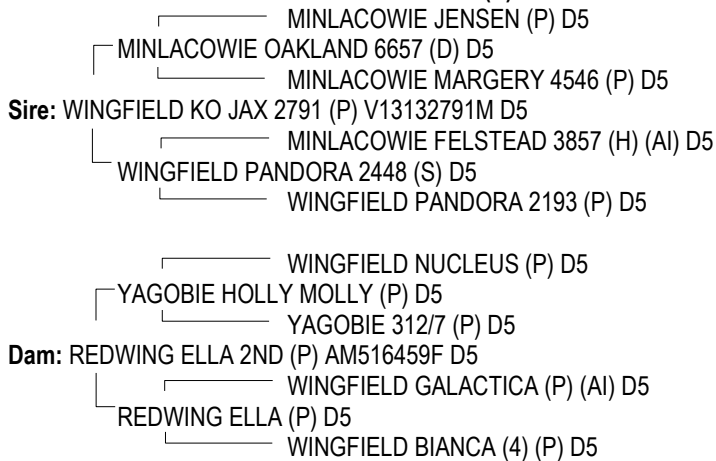 MINLACOWIE JENSEN (P) D5
MINLACOWIE OAKLAND 6657 (D) D5
MINLACOWIE MARGERY 4546 (P) D5
Sire: WINGFIELD KO JAX 2791 (P) V13132791M D5
MINLACOWIE FELSTEAD 3857 (H) (AI) D5
WINGFIELD PANDORA 2448 (S) D5
WINGFIELD PANDORA 2193 (P) D5
WINGFIELD NUCLEUS (P) D5
YAGOBIE HOLLY MOLLY (P) D5
YAGOBIE 312/7 (P) D5
Dam: REDWING ELLA 2ND (P) AM516459F D5
WINGFIELD GALACTICA (P) (AI) D5
REDWING ELLA (P) D5
WINGFIELD BIANCA (4) (P) D5